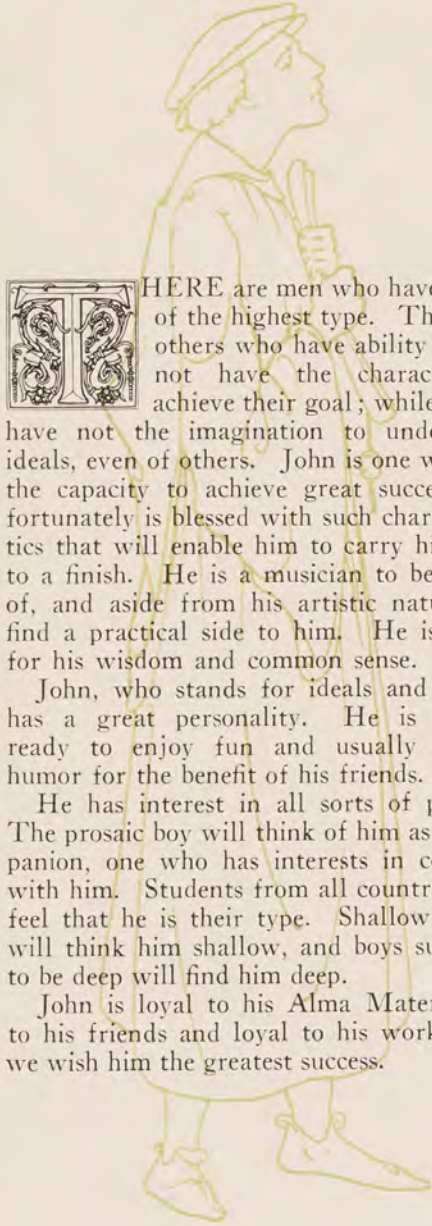 THERE are men who have
of the highest type. Th
others who have ability
not have the charac
achieve their goal; while
have not the imagination to unde
ideals, even of others. John is one w
the capacity to achieve great succe
fortunately is blessed with such char
tics that will enable him to carry hi
to a finish. He is a musician to be
of, and aside from his artistic natu
find a practical side to him. He is
for his wisdom and common sense.
John, who stands for ideals and
has a great personality. He is
ready to enjoy fun and usually
humor for the benefit of his friends.
He has interest in all sorts of p
The prosaic boy will think of him as
panion, one who has interests in c
with him. Students from all countr
feel that he is their type. Shallow
will think him shallow, and boys su
to be deep will find him deep.
John is loyal to his Alma Mater
to his friends and loyal to his work
we wish him the greatest success.